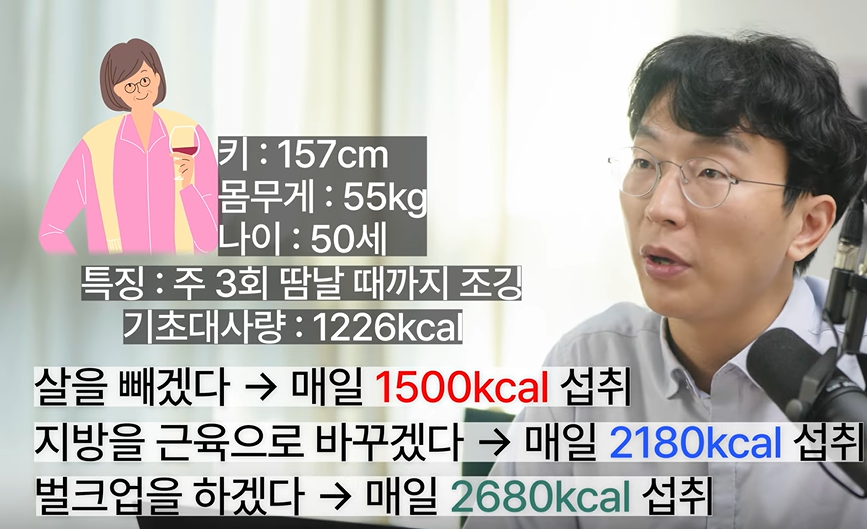 키 : 157cm
몸무게 : 55kg
나이 : 50세
특징 : 주 3회 땀날 때까지 조깅
기초대사량 : 1226kcal
살을 빼겠다 → 매일 1500kcal 섭취
지방을 근육으로 바꾸겠다 → 매일 2180kcal 섭취
벌크업을 하겠다 → 매일 2680kcal 섭취